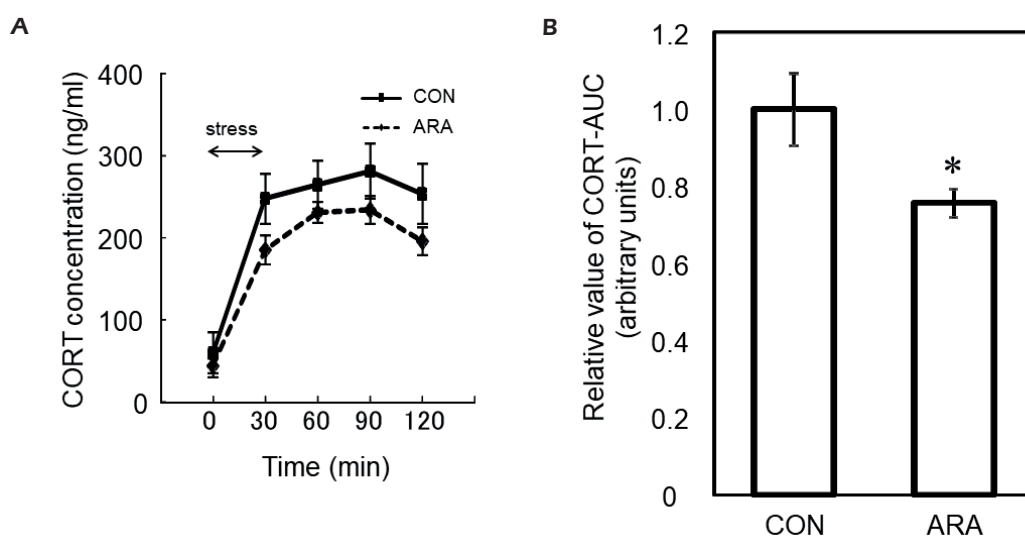 A
CORT concentration (ng/ml)
400
300
200
100
0
stress
CON
ARA
0 30 60 90 120
Time (min)
B
Relative value of CORT-AUC
(arbitrary units)
1.2
1.0
0.8
0.6
0.4
0.2
0
*
CON ARA